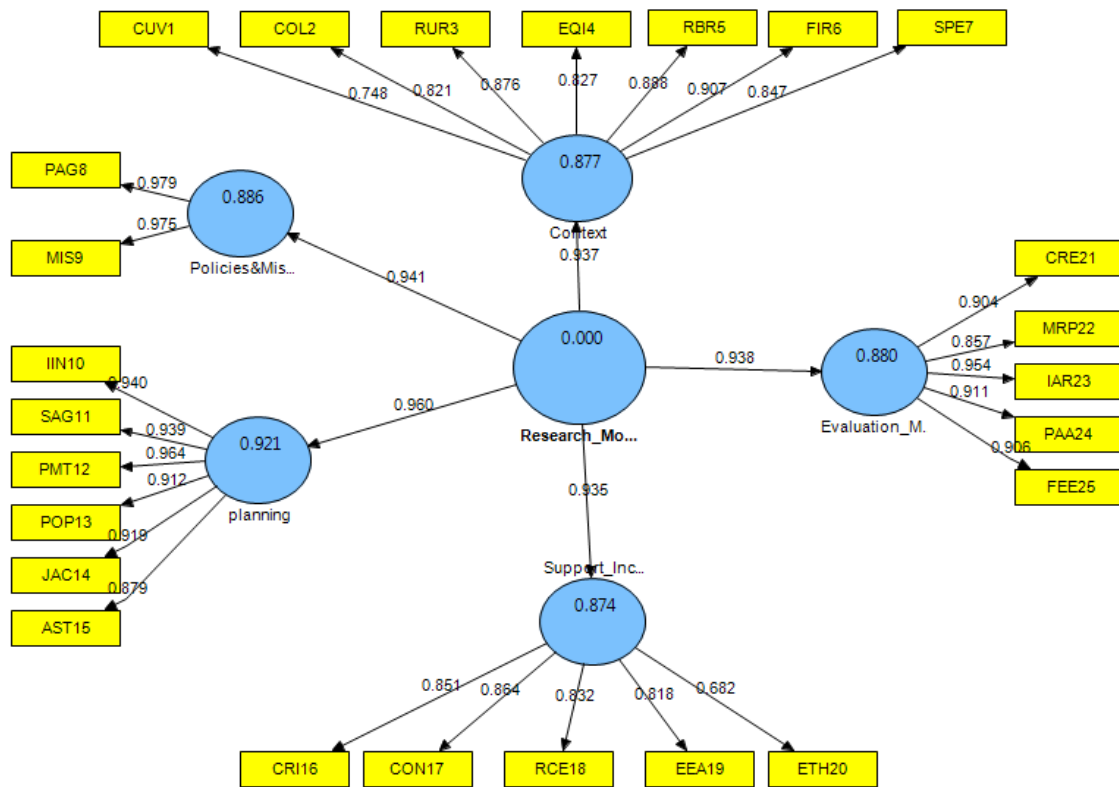 CUV1
COL2
RUR3
EQI4
RBR5
FIR6
SPE7
0.748
0.821
0.876
0.827
0.888
0.907
0.847
0.877
Context
0.937
PAG8
MIS9
0.979
0.975
0.886
Policies&Mis...
0.941
0.000
Research_Mo...
0.938
0.880
Evaluation_M.
CRE21
MRP22
IAR23
PAA24
FEE25
0.904
0.857
0.954
0.911
0.906
IIN10
SAG11
PMT12
POP13
JAC14
AST15
0.940
0.939
0.964
0.912
0.919
0.879
0.921
planning
0.960
0.935
Support_Inc...
0.874
0.851
0.864
0.832
0.818
0.682
CRI16
CON17
RCE18
EEA19
ETH20